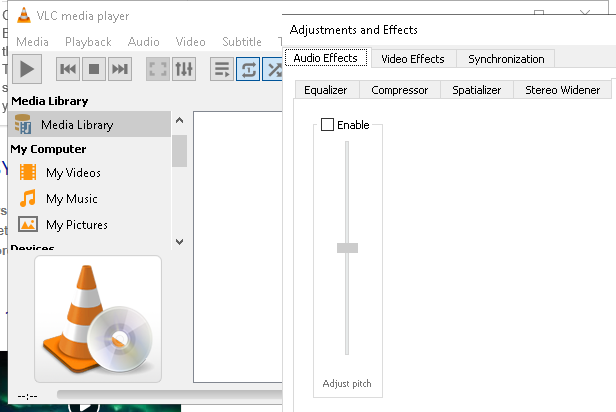 VLC media player
Media Playback Audio Video Subtitle
Media Library
Media Library
My Computer
My Videos
My Music
My Pictures
Devices
--:--
Adjustments and Effects
Audio Effects Video Effects Synchronization
Equalizer Compressor Spatializer Stereo Widener
Enable
Adjust pitch